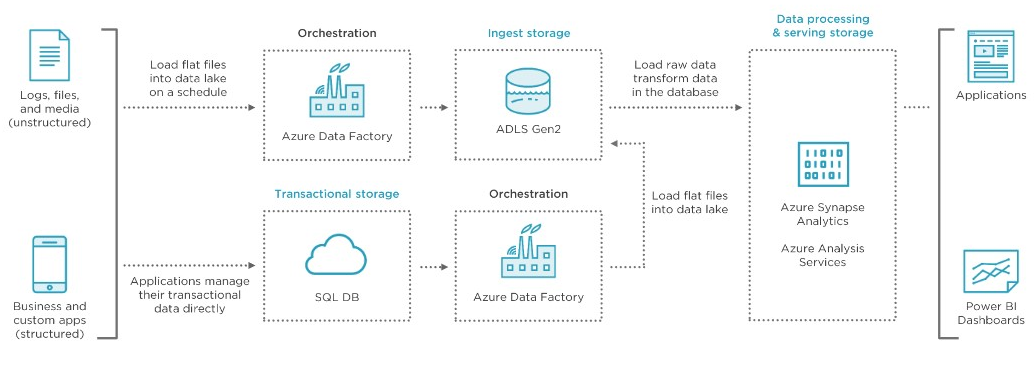 Logs, files,
and media
(unstructured)
Business and
custom apps
(structured)
Load flat files
into data lake
on a schedule
Applications manage
their transactional
data directly
Orchestration
Azure Data Factory
Transactional storage
SQL DB
Ingest storage
ADLS Gen2
Orchestration
Azure Data Factory
Load raw data
transform data
in the database
Load flat files
into data lake
Data processing
& serving storage
Azure Synapse
Analytics
Azure Analysis
Services
Applications
Power BI
Dashboards